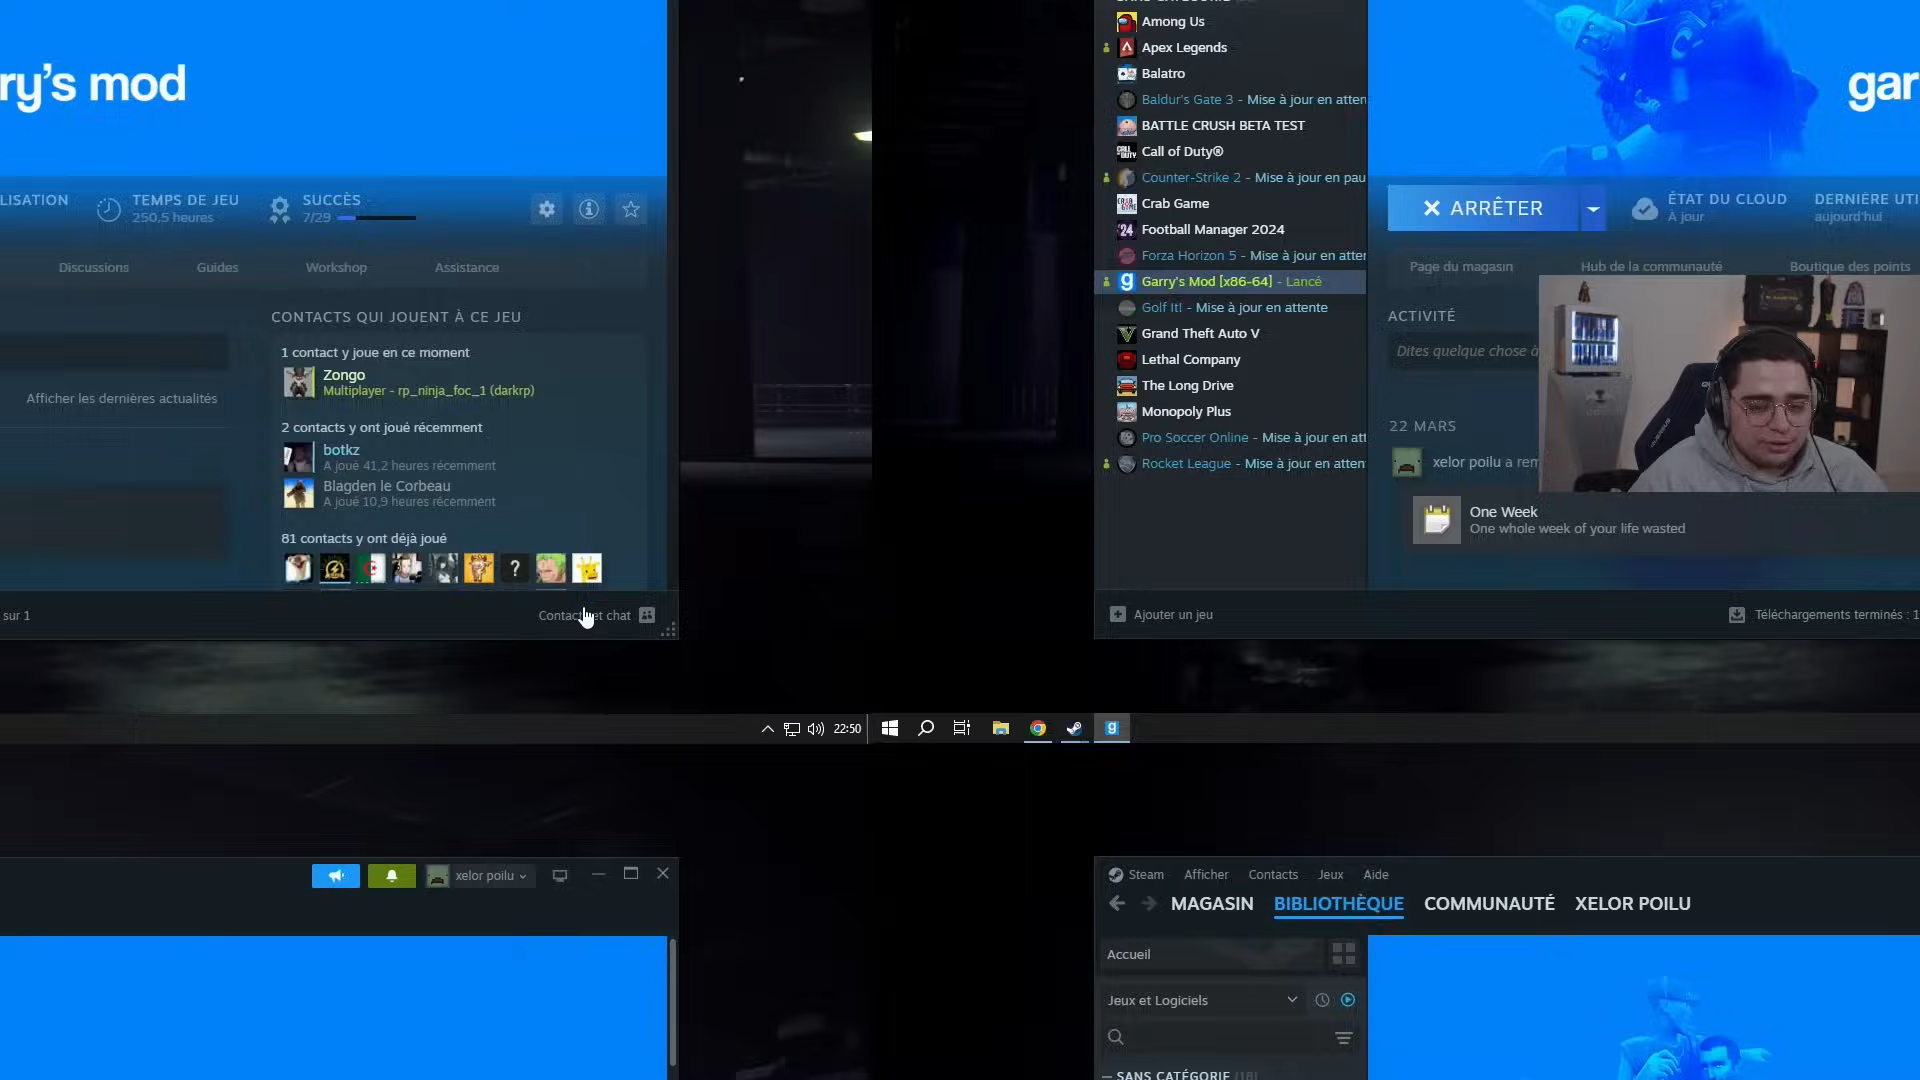 ry's mod
LISATION
TEMPS DE JEU
250,5 heures
SUCCÈS
7/29
Discussions
Guides
Workshop
Assistance
CONTACTS QUI JOUENT À CE JEU
1 contact y joue en ce moment
Zongo
Multiplayer - rp_ninja_foc_1 (darkrp)
Afficher les dernières actualités
2 contacts y ont joué récemment
botkz
A joué 41,2 heures récemment
Blagden le Corbeau
A joué 10,9 heures récemment
81 contacts y ont déjà joué
?
sur 1
Contacts et chat
Among Us
Apex Legends
Balatro
Baldur's Gate 3 - Mise à jour en atten
BATTLE CRUSH BETA TEST
Call of Duty®
Counter-Strike 2 - Mise à jour en pau
Crab Game
Football Manager 2024
Forza Horizon 5 - Mise à jour en atten
Garry's Mod [x86-64] - Lancé
Golf It! - Mise à jour en attente
Grand Theft Auto V
Lethal Company
The Long Drive
Monopoly Plus
Pro Soccer Online - Mise à jour en att
Rocket League - Mise à jour en atten
Ajouter un jeu
gar
ARRÊTER
ÉTAT DU CLOUD
À jour
DERNIÈRE UTI
aujourd'hui
Page du magasin
Hub de la communauté
Boutique des points
ACTIVITÉ
Dites quelque chose à
22 MARS
xelor poilu a rem
One Week
One whole week of your life wasted
Téléchargements terminés : 1
22:50
xelor poilu
Steam
Afficher
Contacts
Jeux
Aide
MAGASIN
BIBLIOTHÈQUE
COMMUNAUTÉ
XELOR POILU
Accueil
Jeux et Logiciels
— SANS CATÉGORIE (18)